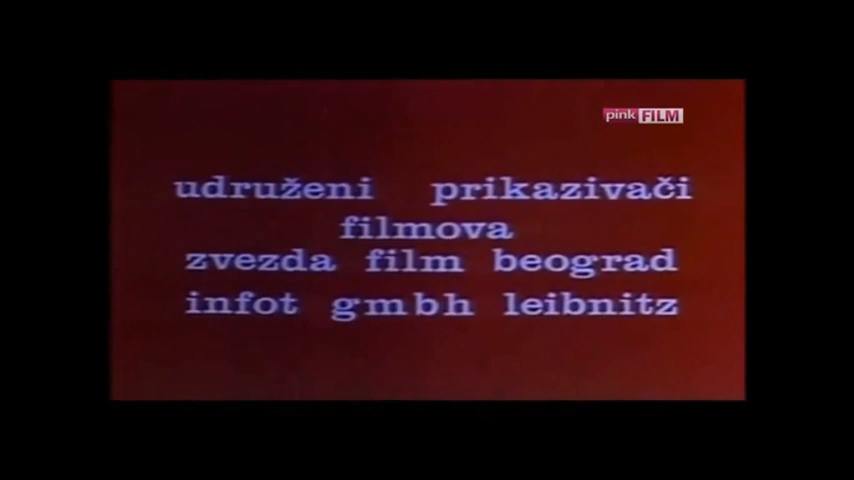 pink FILM
udruženi prikazivači
filmova
zvezda film beograd
infot gmbh leibnitz